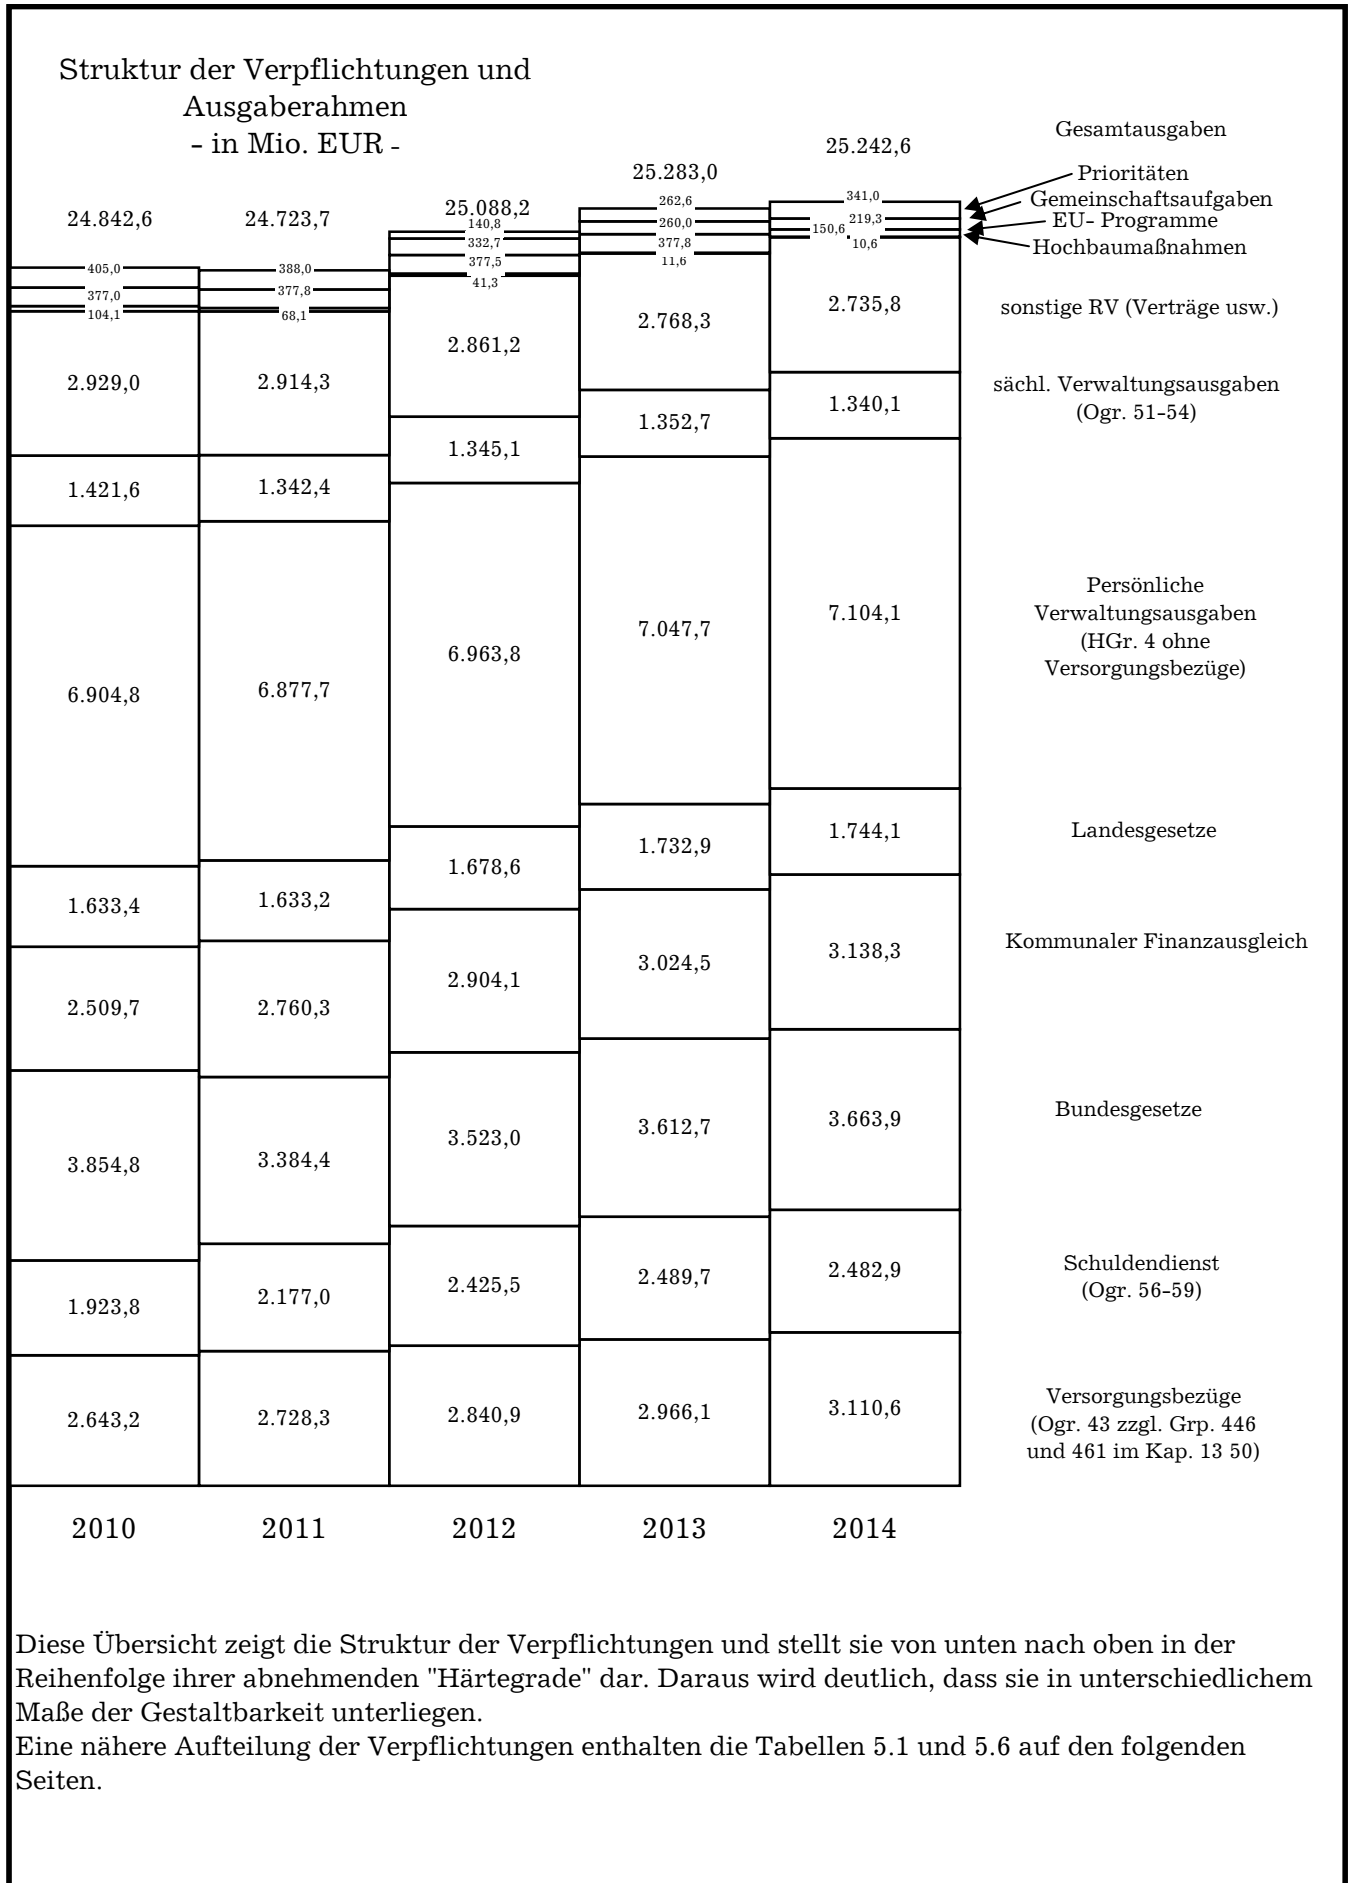 Struktur der Verpflichtungen und
Ausgaberahmen
- in Mio. EUR -
24.842,6
24.723,7
25.088,2
25.283,0
25.242,6
Gesamtausgaben
Prioritäten
Gemeinschaftsaufgaben
EU- Programme
Hochbaumaßnahmen
140,8
262,6
341,0
405,0
388,0
332,7
260,0
219,3
377,0
377,8
377,5
377,8
150,6
104,1
68,1
41,3
11,6
10,6
2.929,0
2.914,3
2.861,2
2.768,3
2.735,8
sonstige RV (Verträge usw.)
1.421,6
1.342,4
1.345,1
1.352,7
1.340,1
sächl. Verwaltungsausgaben
(Ogr. 51-54)
6.904,8
6.877,7
6.963,8
7.047,7
7.104,1
Persönliche
Verwaltungsausgaben
(HGr. 4 ohne
Versorgungsbezüge)
1.633,4
1.633,2
1.678,6
1.732,9
1.744,1
Landesgesetze
2.509,7
2.760,3
2.904,1
3.024,5
3.138,3
Kommunaler Finanzausgleich
3.854,8
3.384,4
3.523,0
3.612,7
3.663,9
Bundesgesetze
1.923,8
2.177,0
2.425,5
2.489,7
2.482,9
Schuldendienst
(Ogr. 56-59)
2.643,2
2.728,3
2.840,9
2.966,1
3.110,6
Versorgungsbezüge
(Ogr. 43 zzgl. Grp. 446
und 461 im Kap. 13 50)
2010
2011
2012
2013
2014
Diese Übersicht zeigt die Struktur der Verpflichtungen und stellt sie von unten nach oben in der
Reihenfolge ihrer abnehmenden "Härtegrade" dar. Daraus wird deutlich, dass sie in unterschiedlichem
Maße der Gestaltbarkeit unterliegen.
Eine nähere Aufteilung der Verpflichtungen enthalten die Tabellen 5.1 und 5.6 auf den folgenden
Seiten.